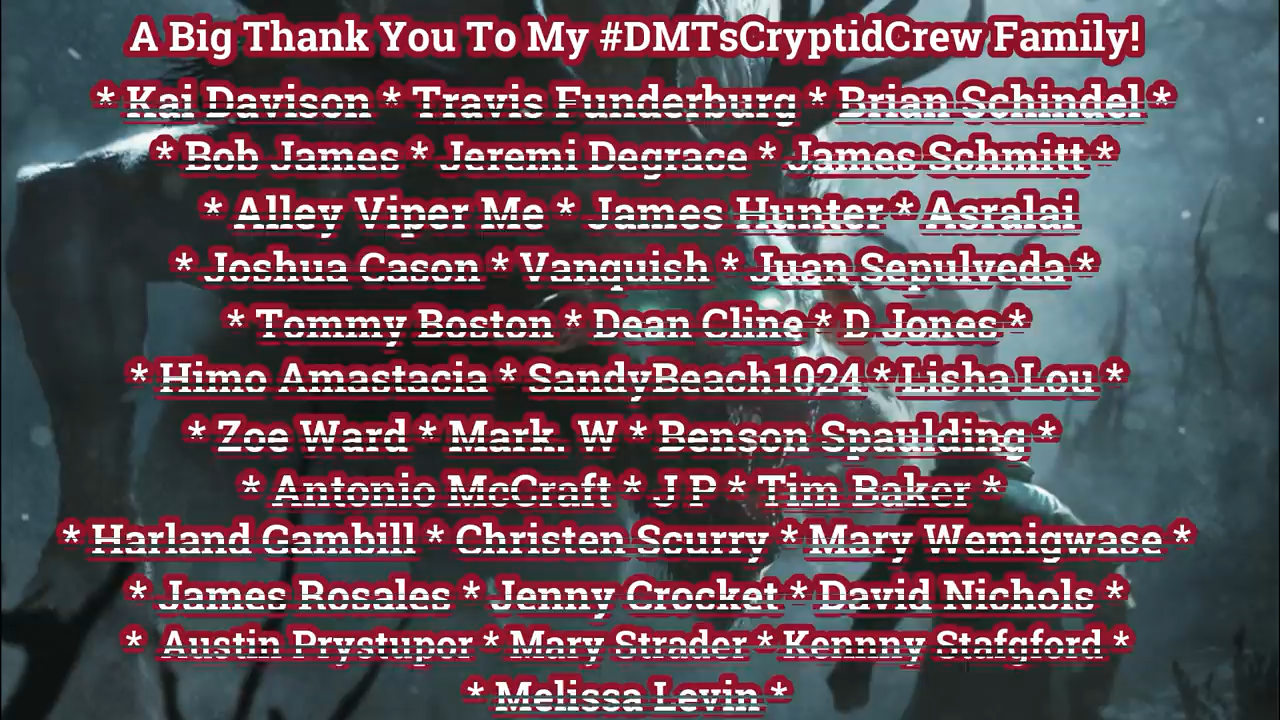 A Big Thank You To My #DMTsCryptidCrew Family!
* Kai Davison * Travis Funderburg * Brian Schindel *
* Bob James * Jeremi Degrace * James Schmitt *
* Alley Viper Me * James Hunter * Asralai
* Joshua Cason * Vanquish * Juan Sepulveda *
* Tommy Boston * Dean Cline * D Jones *
* Himo Amastacia * SandyBeach1024 * Lisha Lou *
* Zoe Ward * Mark. W * Benson Spaulding *
* Antonio McCraft * J P * Tim Baker *
* Harland Gambill * Christen Scurry * Mary Wemigwase *
* James Rosales * Jenny Crocket * David Nichols *
* Austin Prystupor * Mary Strader * Kennny Stafgford *
* Melissa Levin *